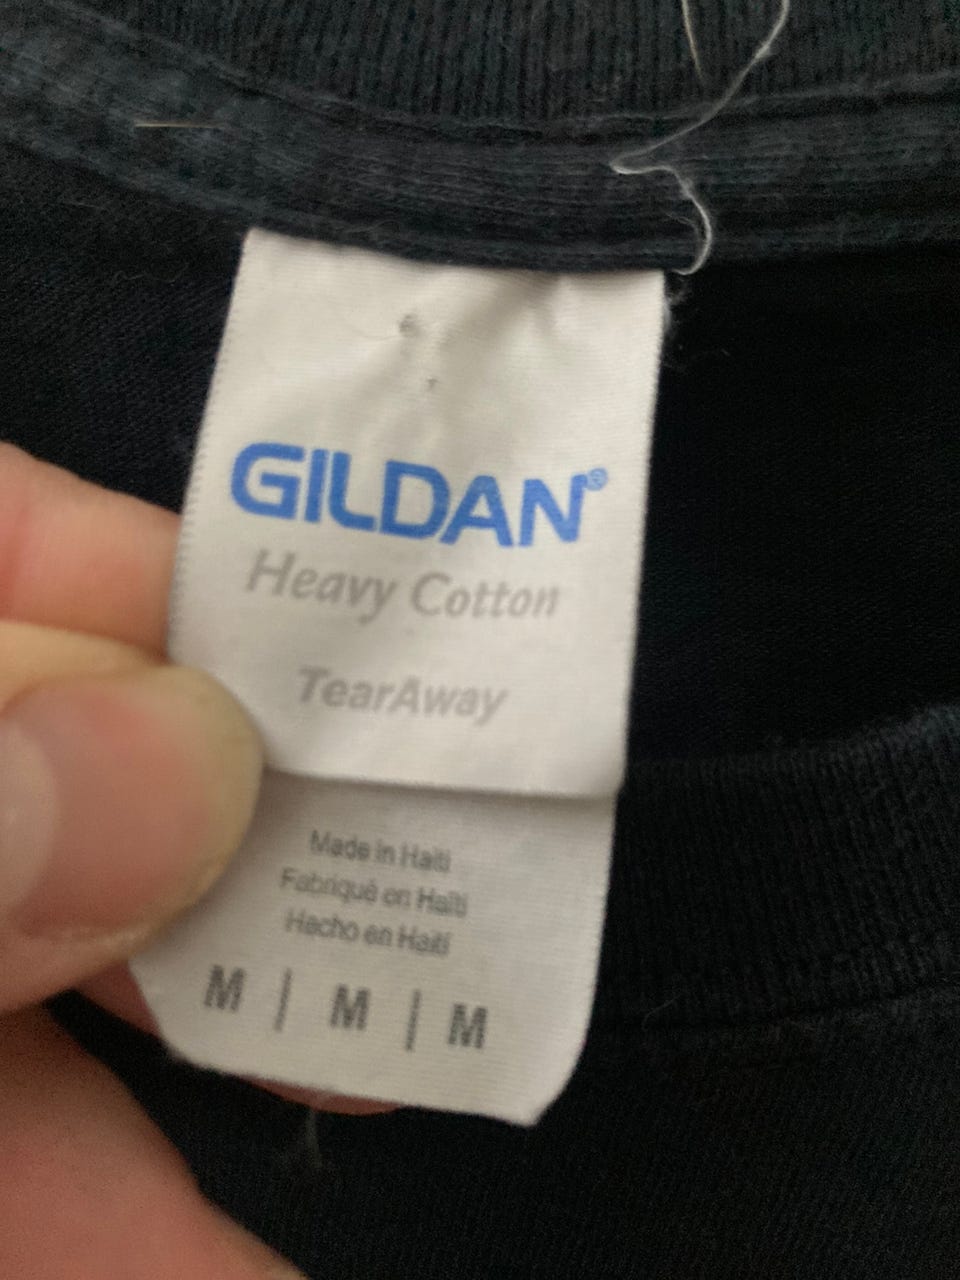 GILDAN®
Heavy Cotton
TearAway
Made in Haiti
Fabriqué en Haïti
Hecho en Haití
M | M | M